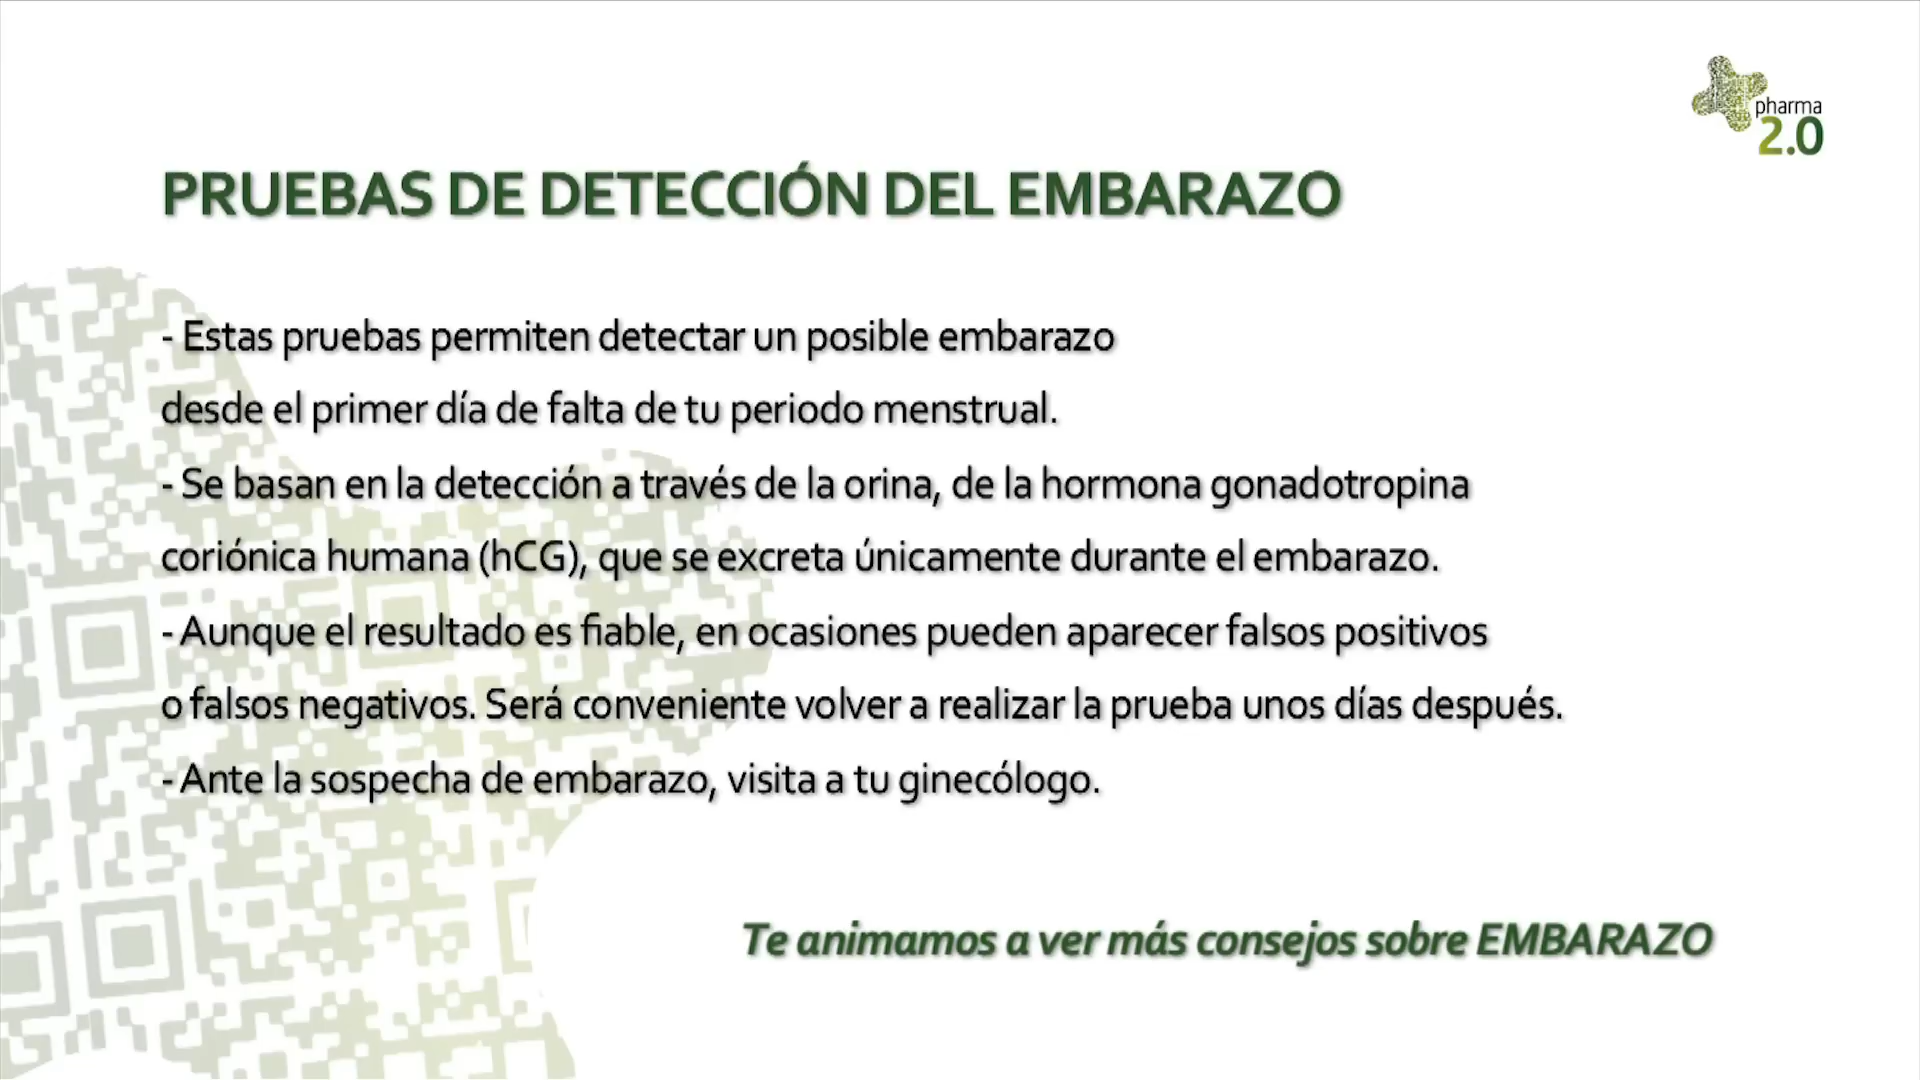 pharma
2.0
PRUEBAS DE DETECCIÓN DEL EMBARAZO
- Estas pruebas permiten detectar un posible embarazo
desde el primer día de falta de tu periodo menstrual.
- Se basan en la detección a través de la orina, de la hormona gonadotropina
coriónica humana (hCG), que se excreta únicamente durante el embarazo.
- Aunque el resultado es fiable, en ocasiones pueden aparecer falsos positivos
o falsos negativos. Será conveniente volver a realizar la prueba unos días después.
- Ante la sospecha de embarazo, visita a tu ginecólogo.
Te animamos a ver más consejos sobre EMBARAZO